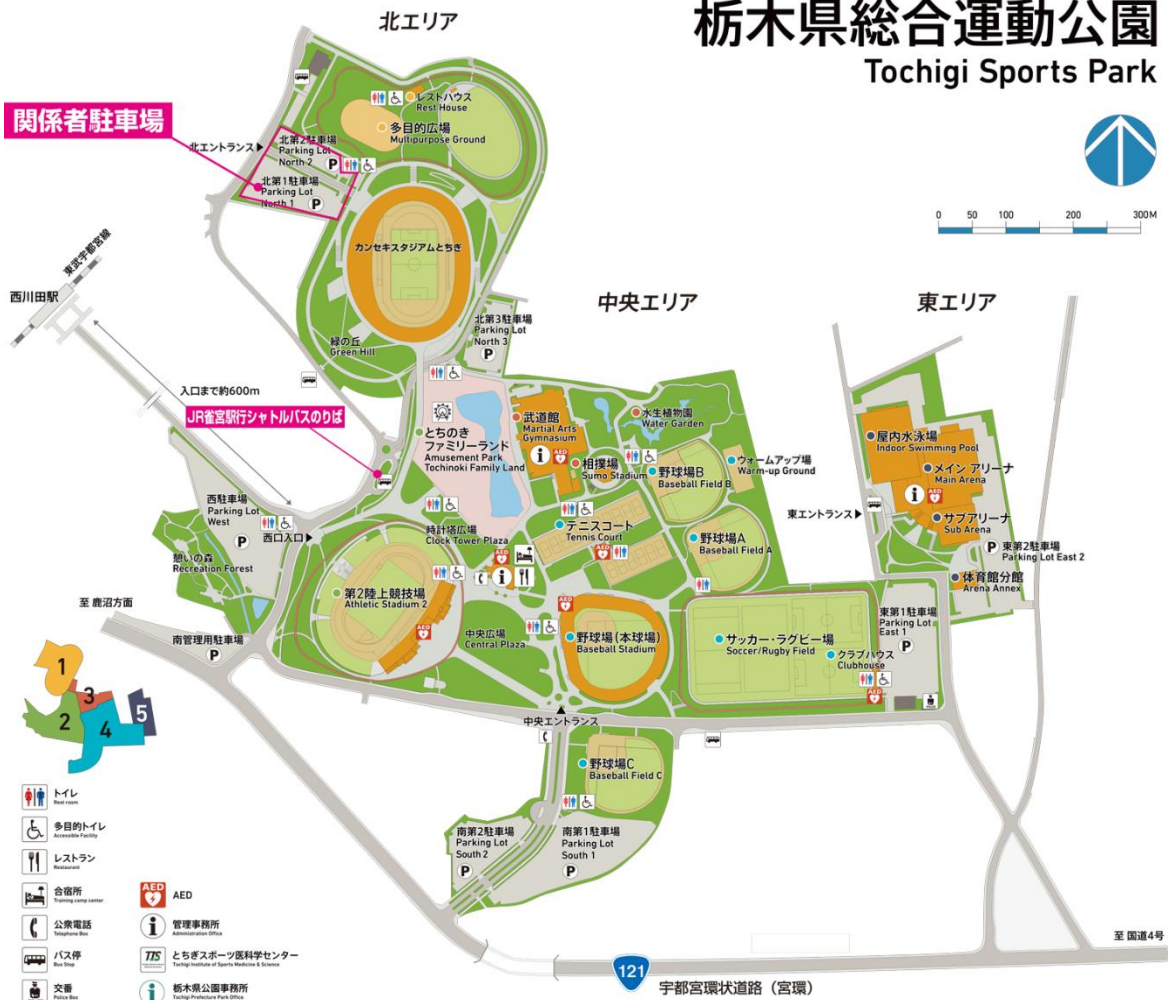 栃木県総合運動公園
Tochigi Sports Park
北エリア
関係者駐車場
レストハウス
Rest House
多目的広場
Multipurpose Ground
北エントランス
北第2駐車場
Parking Lot
North 2
P
北第1駐車場
Parking Lot
North 1
P
0 50 100 200 300M
カンセキスタジアムとちぎ
東武宇都宮線
西川田駅
中央エリア
東エリア
北第3駐車場
Parking Lot
North 3
P
緑の丘
Green Hill
入口まで約600m
JR雀宮駅行シャトルバスのりば
とちのき
ファミリーランド
Amusement Park
Tochinoki Family Land
武道館
Martial Arts
Gymnasium
i
AED
水生植物園
Water Garden
相撲場
Sumo Stadium
野球場B
Baseball Field B
ウォームアップ場
Warm-up Ground
屋内水泳場
Indoor Swimming Pool
メイン アリーナ
Main Arena
i
AED
サブアリーナ
Sub Arena
東エントランス
P
東第2駐車場
Parking Lot East 2
体育館分館
Arena Annex
西駐車場
Parking Lot
West
P
西口入口
憩いの森
Recreation Forest
時計塔広場
Clock Tower Plaza
テニスコート
Tennis Court
AED
野球場A
Baseball Field A
AED
i
第2陸上競技場
Athletic Stadium 2
AED
AED
中央広場
Central Plaza
野球場(本球場)
Baseball Stadium
サッカー・ラグビー場
Soccer/Rugby Field
クラブハウス
Clubhouse
AED
東第1駐車場
Parking Lot
East 1
P
至 鹿沼方面
南管理用駐車場
P
中央エントランス
野球場C
Baseball Field C
南第2駐車場
Parking Lot
South 2
P
南第1駐車場
Parking Lot
South 1
P
1
2
3
4
5
トイレ
Rest room
多目的トイレ
Accessible Facility
レストラン
Restaurant
合宿所
Training camp center
公衆電話
Telephone Box
バス停
Bus Stop
交番
Police Box
AED
AED
i
管理事務所
Administration Office
TIS
とちぎスポーツ医科学センター
Tochigi Institute of Sports Medicine & Science
i
栃木県公園事務所
Tochigi Prefecture Park Office
121
宇都宮環状道路（宮環）
至 国道4号